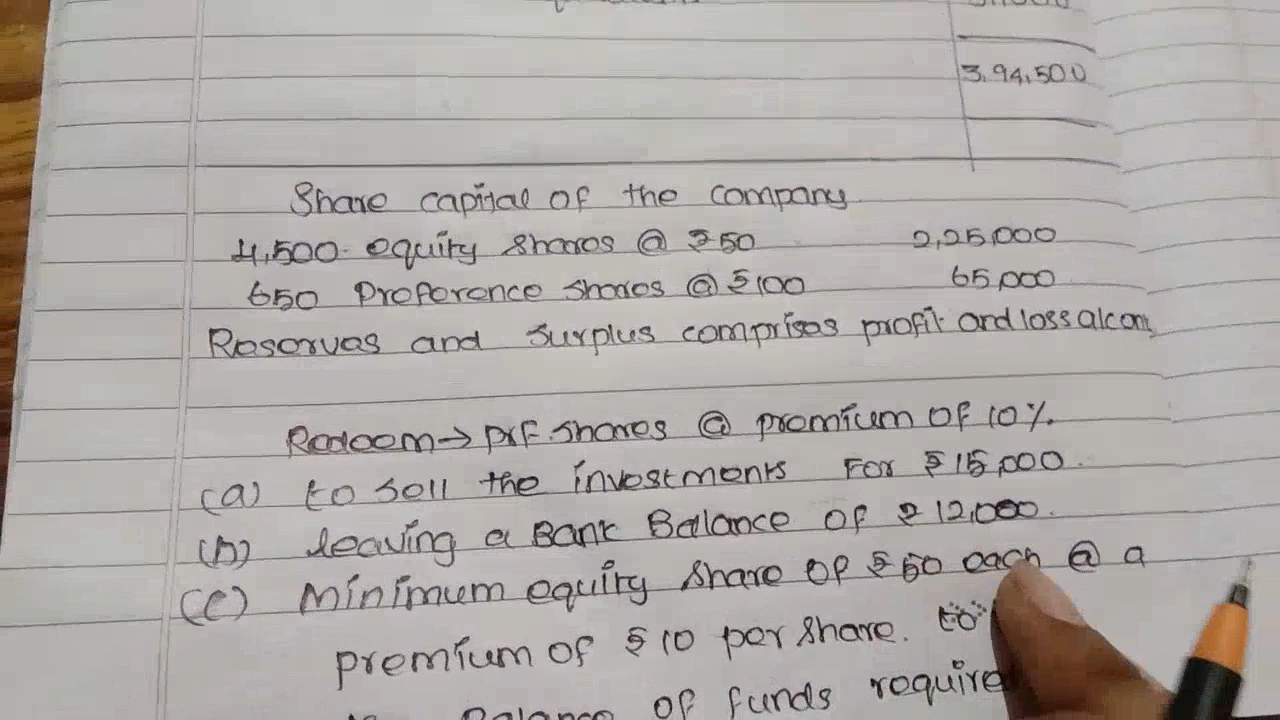 3,94,500
Share capital of the company
4,500 equity shares @ ₹50 2,25,000
650 Preference shares @ ₹100 65,000
Reserves and surplus comprises profit and loss a/c on
Redeem → prf. shares @ premium of 10%.
(a) to sell the investments For ₹15,000.
(b) leaving a Bank Balance of ₹12,000.
(c) Minimum equity share of ₹50 each @ a
premium of ₹10 per share. to
Balance of funds require